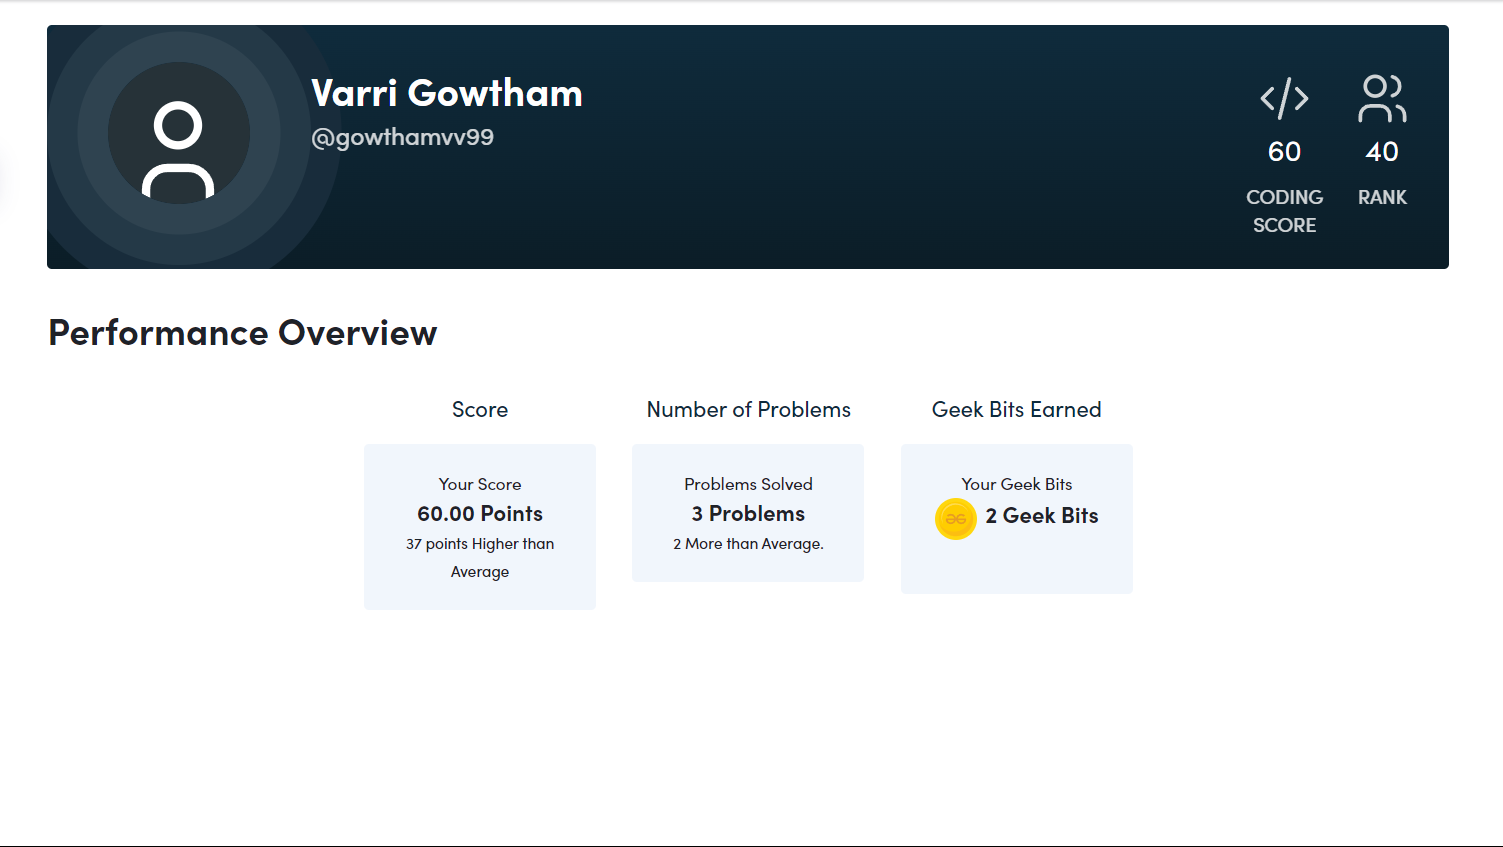 Varri Gowtham
@gowthamvv99
60
CODING
SCORE
40
RANK
Performance Overview
Score
Your Score
60.00 Points
37 points Higher than
Average
Number of Problems
Problems Solved
3 Problems
2 More than Average.
Geek Bits Earned
Your Geek Bits
2 Geek Bits